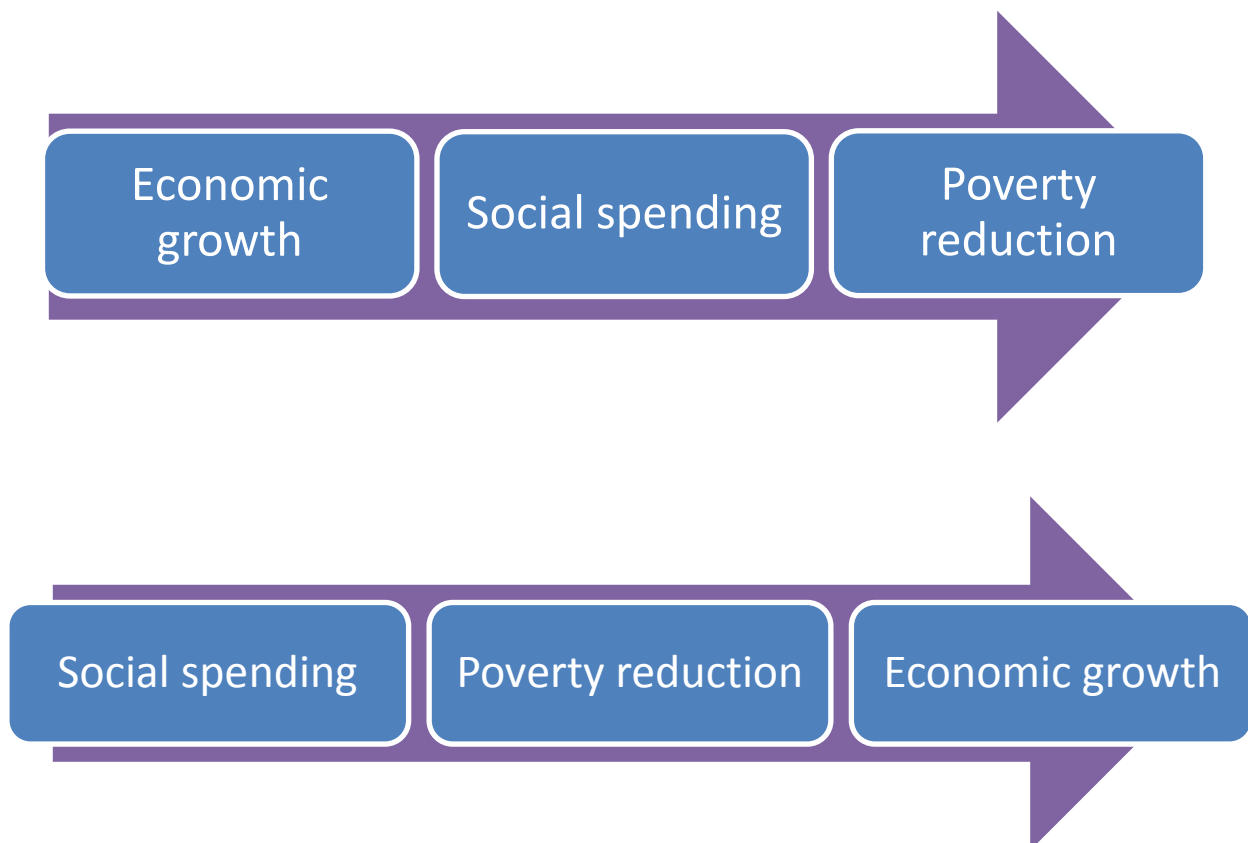 Economic
growth
Social spending
Poverty
reduction
Social spending
Poverty reduction
Economic growth